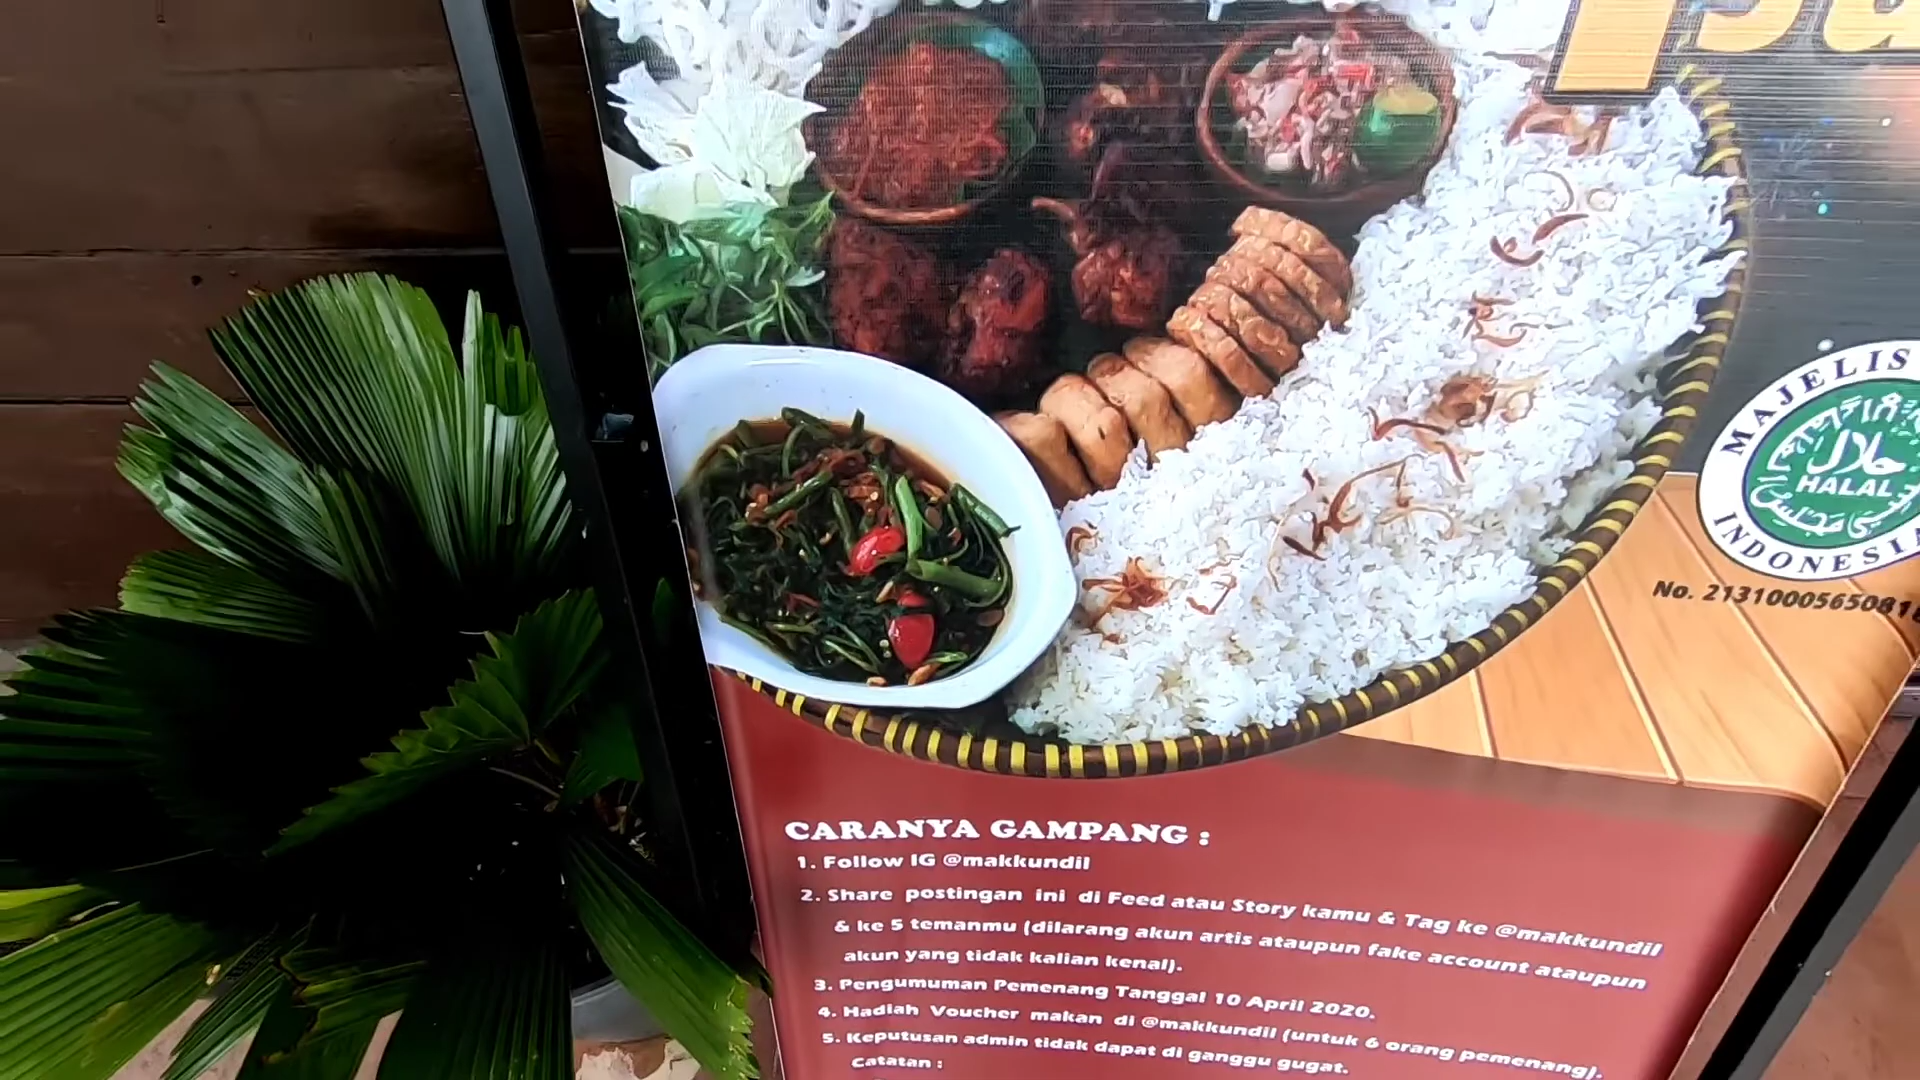 MAJELIS
حلال
HALAL
INDONESIA
CARANYA GAMPANG :
1. Follow IG @makkundil
2. Share postingan ini di Feed atau Story kamu & Tag ke @makkundil
& ke 5 temanmu (dilarang akun artis ataupun fake account ataupun
akun yang tidak kalian kenal).
3. Pengumuman Pemenang Tanggal 10 April 2020.
4. Hadiah Voucher makan di @makkundil (untuk 6 orang pemenang).
5. Keputusan admin tidak dapat di ganggu gugat.
Catatan :